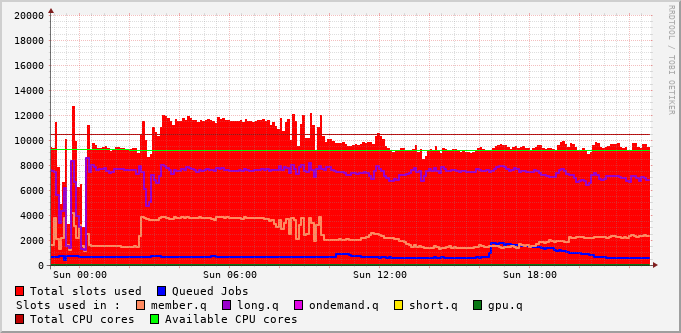 20000
18000
16000
14000
12000
10000
8000
6000
4000
2000
0
Sun 00:00 Sun 06:00 Sun 12:00 Sun 18:00
Total slots used Queued Jobs
Slots used in : member.q long.q ondemand.q short.q gpu.q
Total CPU cores Available CPU cores
RRDTOOL / TOBI OETIKER